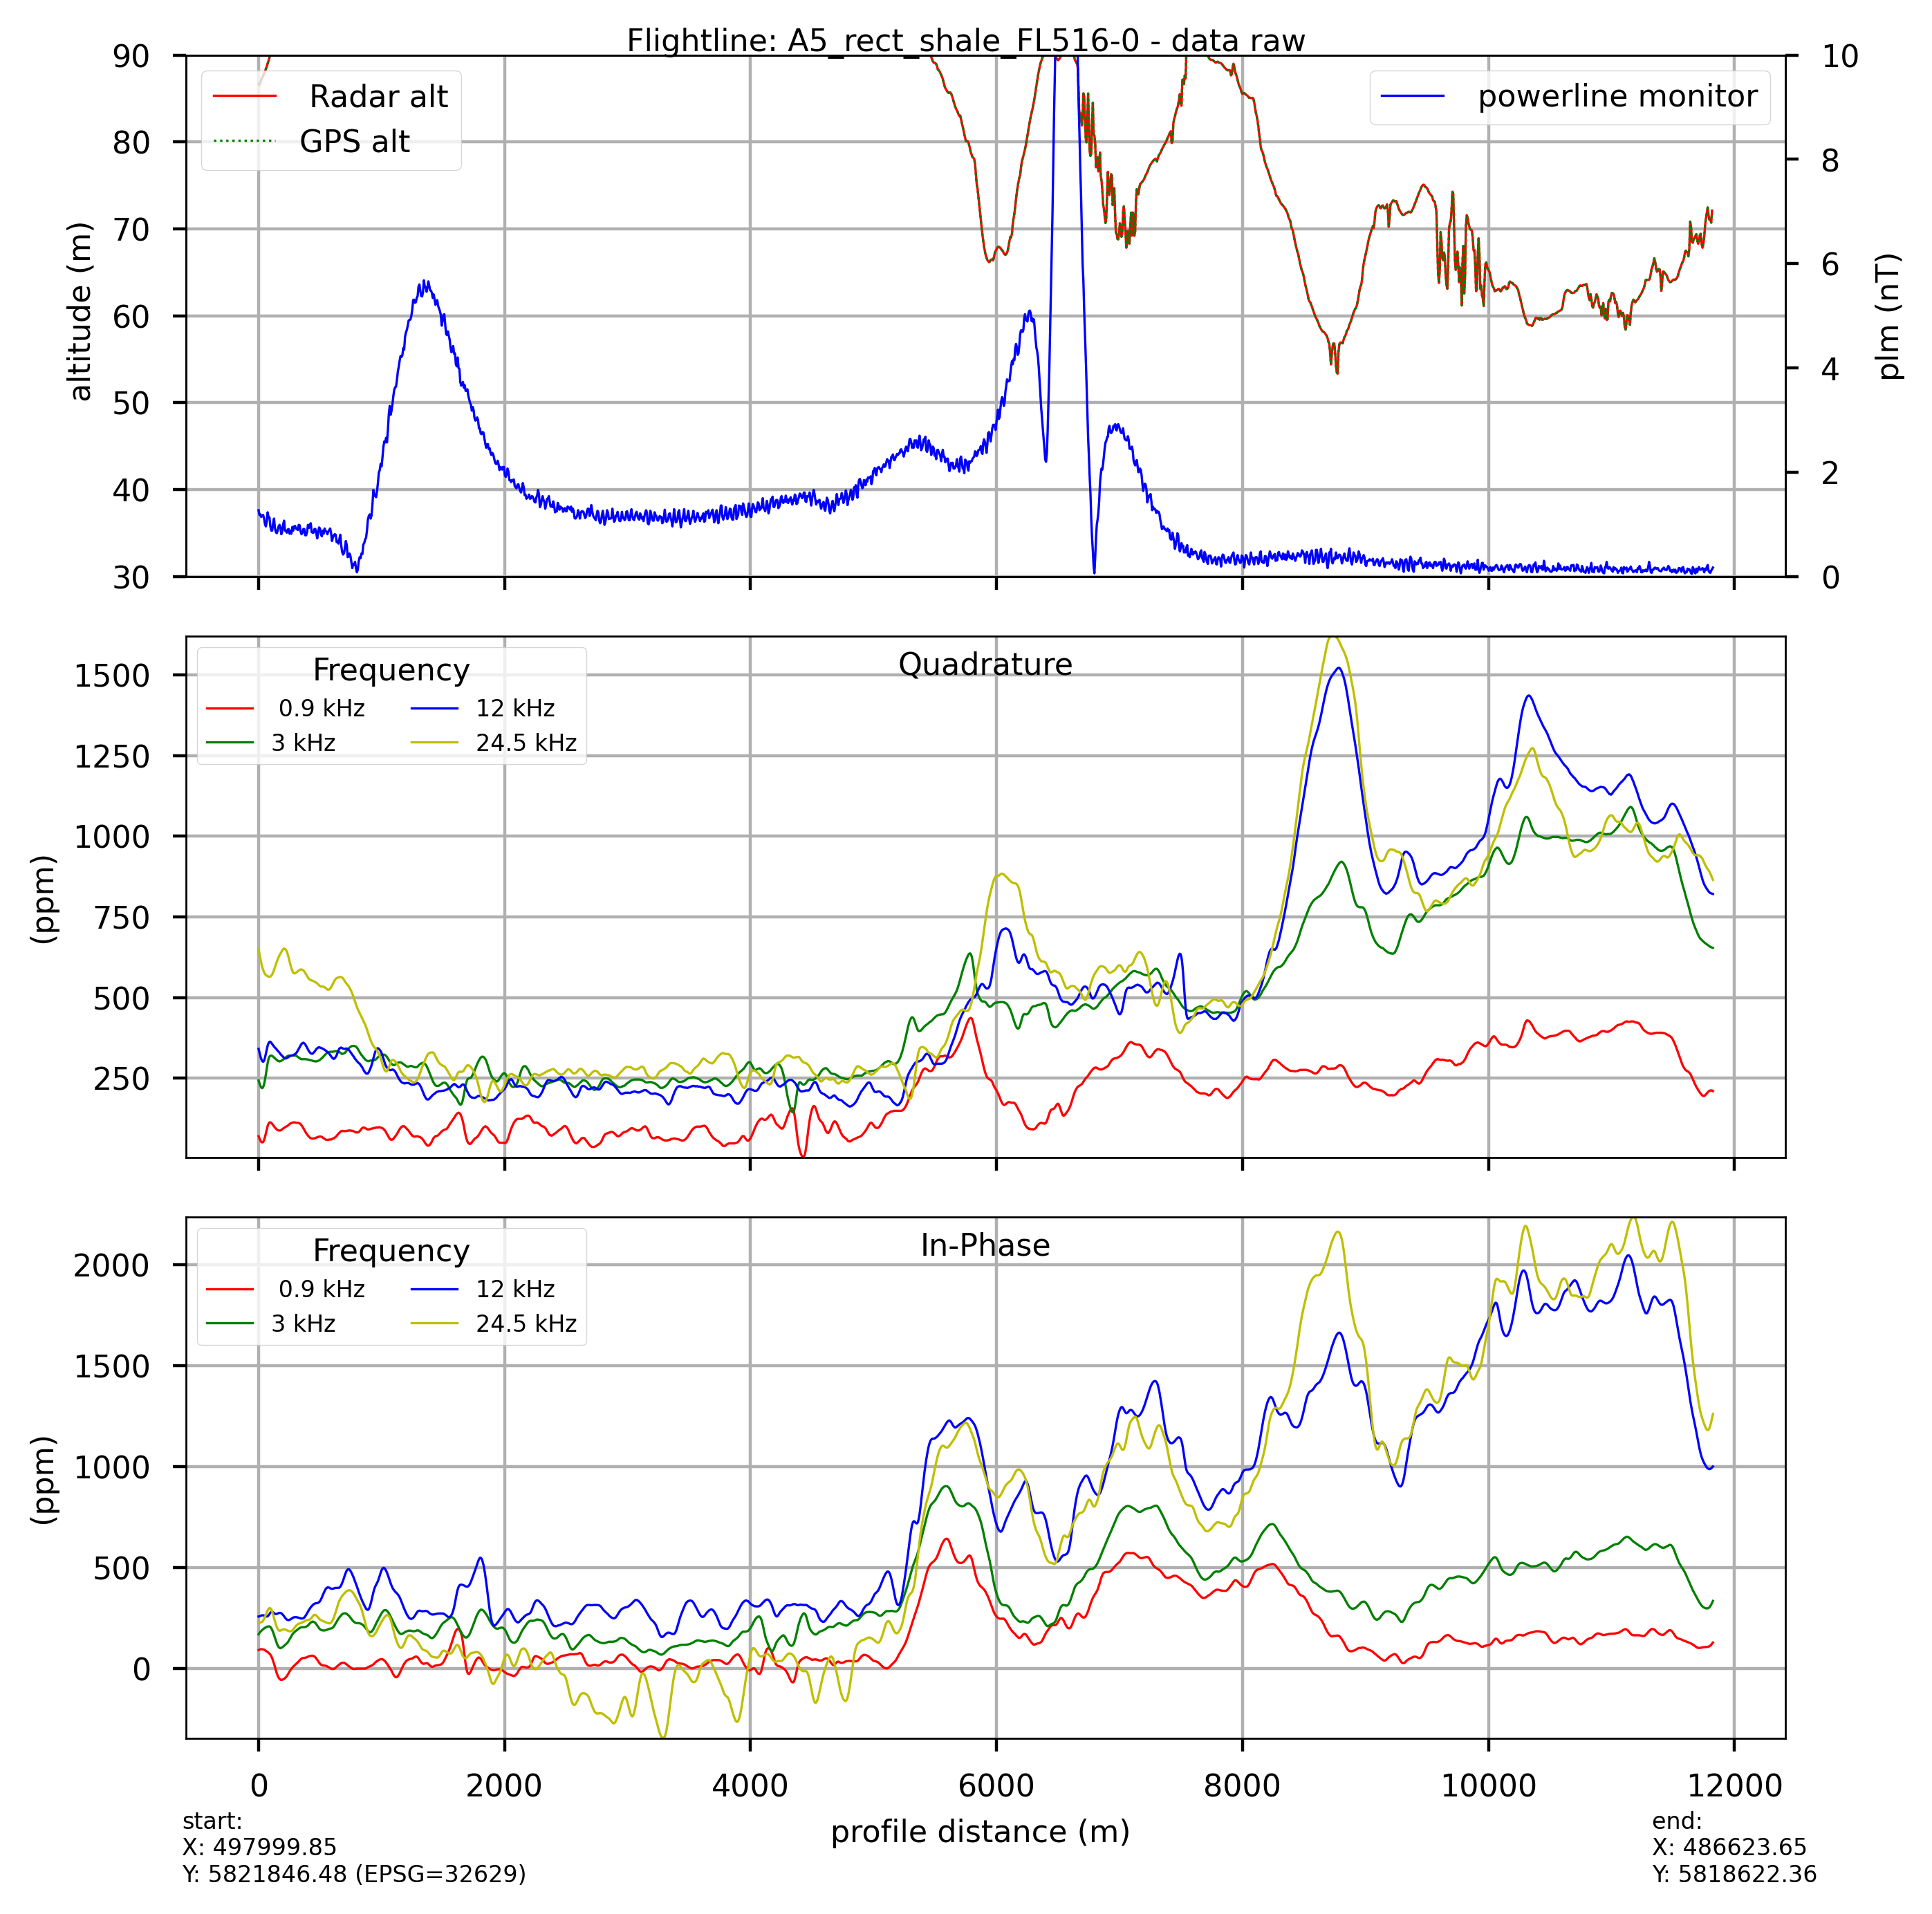 Flightline: A5_rect_shale_FL516-0 - data raw
90
80
70
60
50
40
30
altitude (m)
Radar alt
GPS alt
powerline monitor
10
8
6
4
2
0
plm (nT)
Quadrature
Frequency
0.9 kHz
3 kHz
12 kHz
24.5 kHz
1500
1250
1000
750
500
250
(ppm)
In-Phase
Frequency
0.9 kHz
3 kHz
12 kHz
24.5 kHz
2000
1500
1000
500
0
(ppm)
0 2000 4000 6000 8000 10000 12000
profile distance (m)
start:
X: 497999.85
Y: 5821846.48 (EPSG=32629)
end:
X: 486623.65
Y: 5818622.36